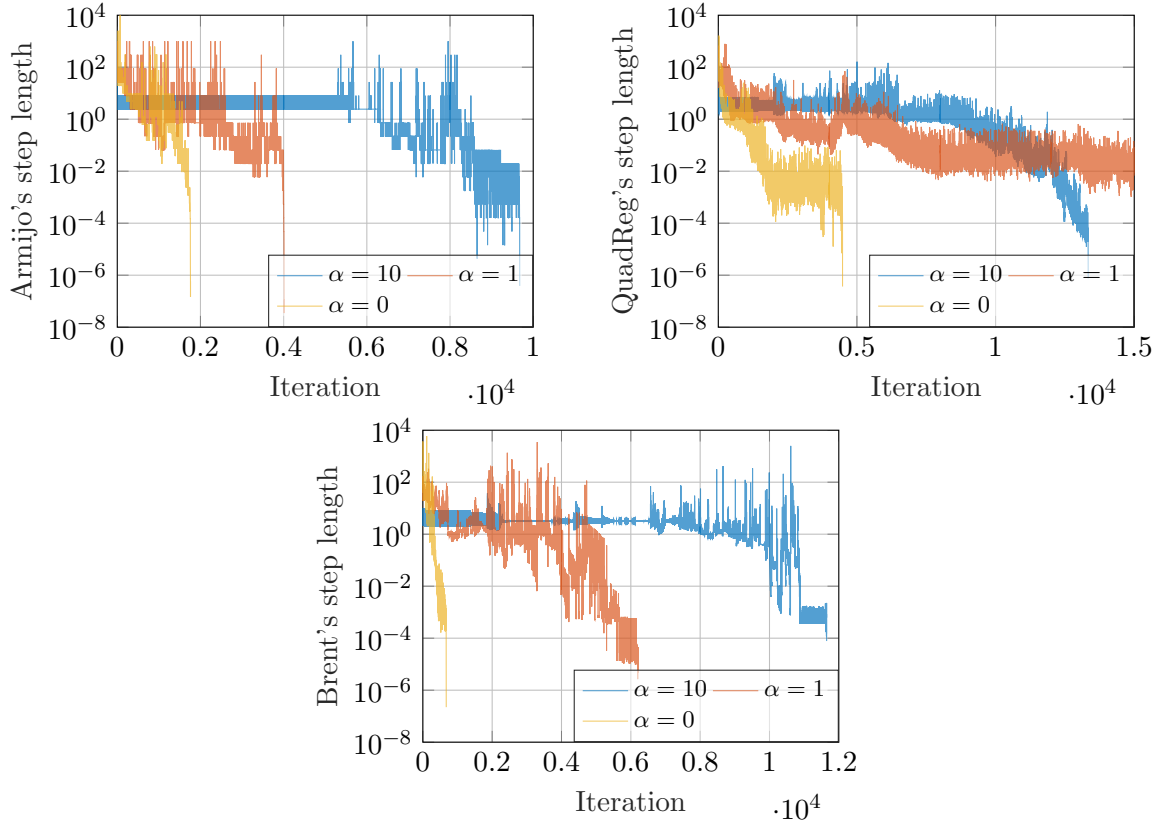 Armijo's step length
10^4
10^2
10^0
10^−2
10^−4
10^−6
10^−8
α = 10 α = 1
α = 0
0 0.2 0.4 0.6 0.8 1
Iteration
·10^4
QuadReg's step length
10^4
10^2
10^0
10^−2
10^−4
10^−6
10^−8
α = 10 α = 1
α = 0
0 0.5 1 1.5
Iteration
·10^4
Brent's step length
10^4
10^2
10^0
10^−2
10^−4
10^−6
10^−8
α = 10 α = 1
α = 0
0 0.2 0.4 0.6 0.8 1 1.2
Iteration
·10^4